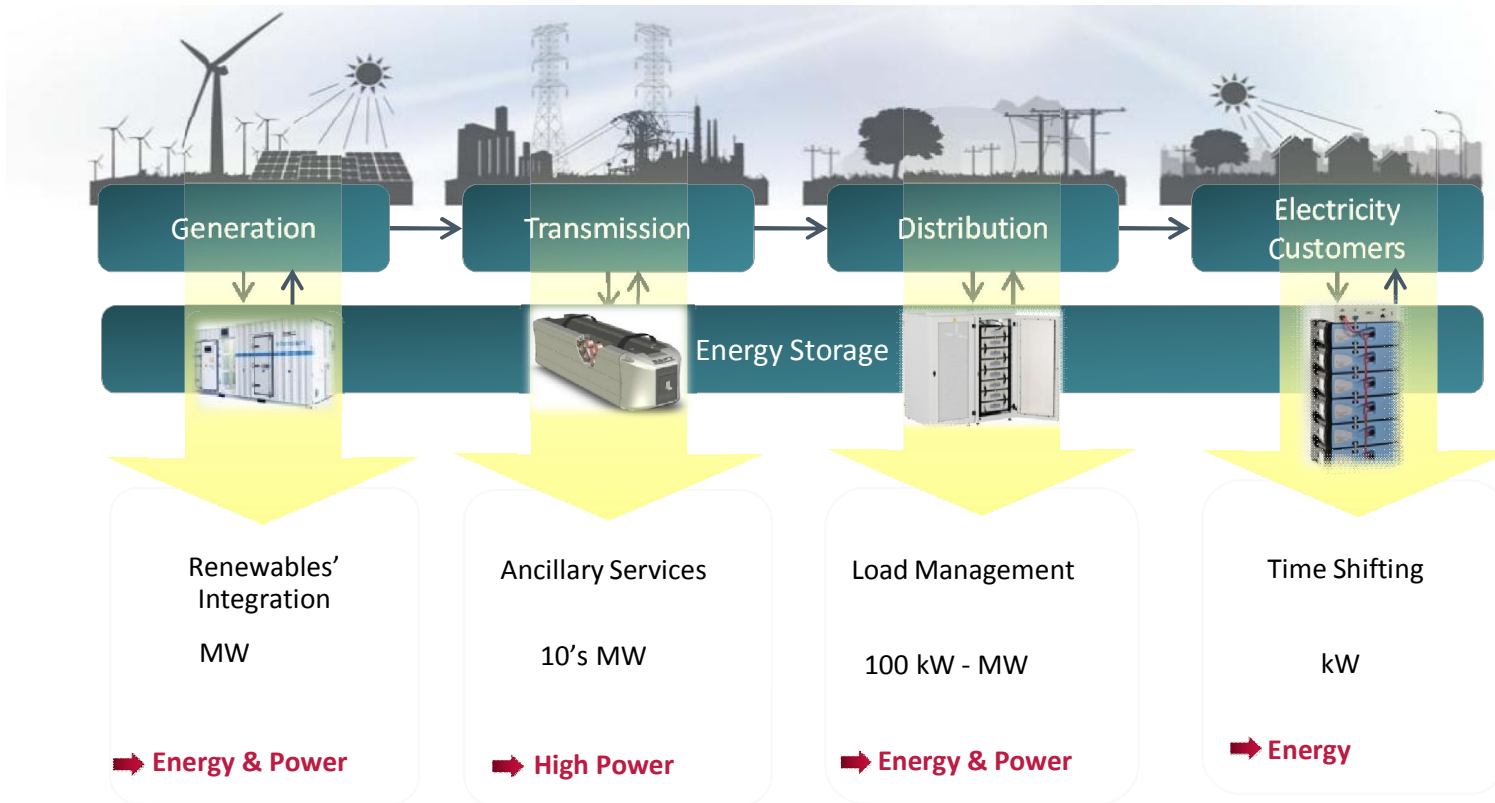 Generation
Transmission
Distribution
Electricity
Customers
Energy Storage
Renewables’
Integration
MW
Energy & Power
Ancillary Services
10’s MW
High Power
Load Management
100 kW - MW
Energy & Power
Time Shifting
kW
Energy